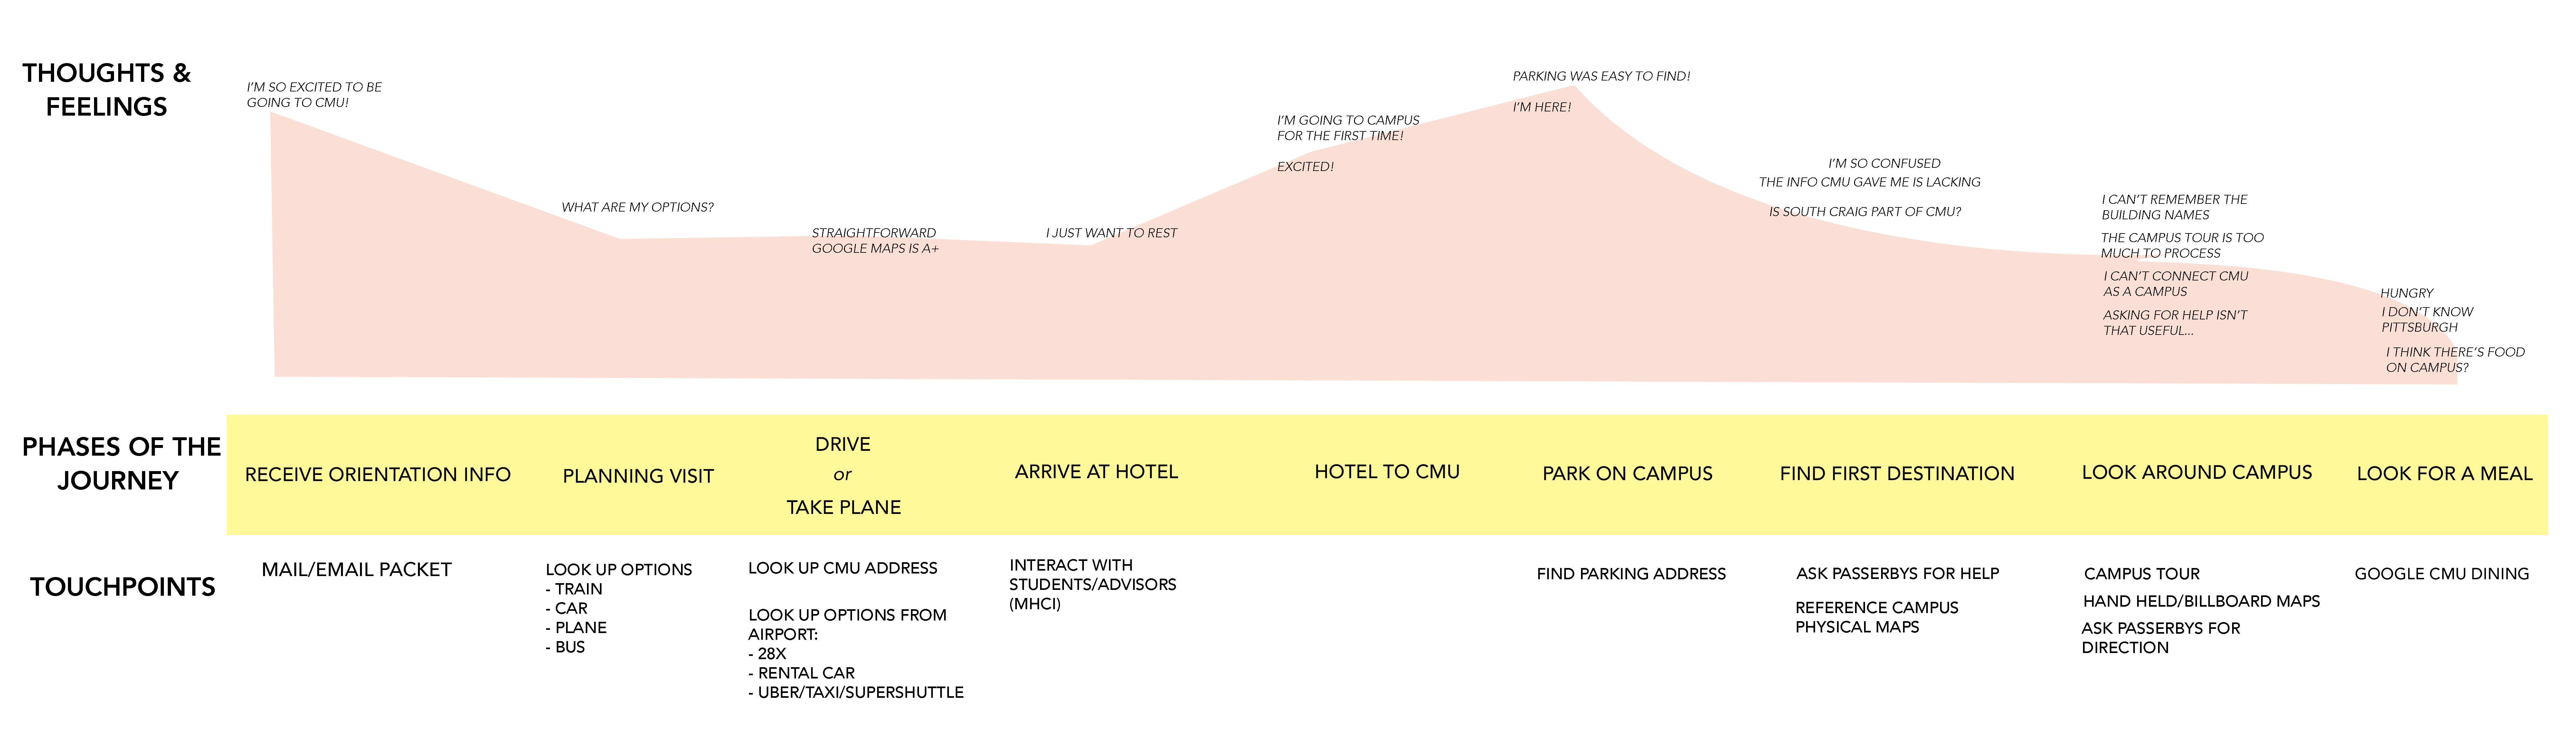 THOUGHTS &
FEELINGS
I'M SO EXCITED TO BE
GOING TO CMU!
WHAT ARE MY OPTIONS?
STRAIGHTFORWARD
GOOGLE MAPS IS A+
I JUST WANT TO REST
I'M GOING TO CAMPUS
FOR THE FIRST TIME!
EXCITED!
PARKING WAS EASY TO FIND!
I'M HERE!
I'M SO CONFUSED
THE INFO CMU GAVE ME IS LACKING
IS SOUTH CRAIG PART OF CMU?
I CAN'T REMEMBER THE
BUILDING NAMES
THE CAMPUS TOUR IS TOO
MUCH TO PROCESS
I CAN'T CONNECT CMU
AS A CAMPUS
ASKING FOR HELP ISN'T
THAT USEFUL...
HUNGRY
I DON'T KNOW
PITTSBURGH
I THINK THERE'S FOOD
ON CAMPUS?
PHASES OF THE
JOURNEY
RECEIVE ORIENTATION INFO
PLANNING VISIT
DRIVE
or
TAKE PLANE
ARRIVE AT HOTEL
HOTEL TO CMU
PARK ON CAMPUS
FIND FIRST DESTINATION
LOOK AROUND CAMPUS
LOOK FOR A MEAL
TOUCHPOINTS
MAIL/EMAIL PACKET
LOOK UP OPTIONS
- TRAIN
- CAR
- PLANE
- BUS
LOOK UP CMU ADDRESS
LOOK UP OPTIONS FROM
AIRPORT:
- 28X
- RENTAL CAR
- UBER/TAXI/SUPERSHUTTLE
INTERACT WITH
STUDENTS/ADVISORS
(MHCI)
FIND PARKING ADDRESS
ASK PASSERBYS FOR HELP
REFERENCE CAMPUS
PHYSICAL MAPS
CAMPUS TOUR
HAND HELD/BILLBOARD MAPS
ASK PASSERBYS FOR
DIRECTION
GOOGLE CMU DINING